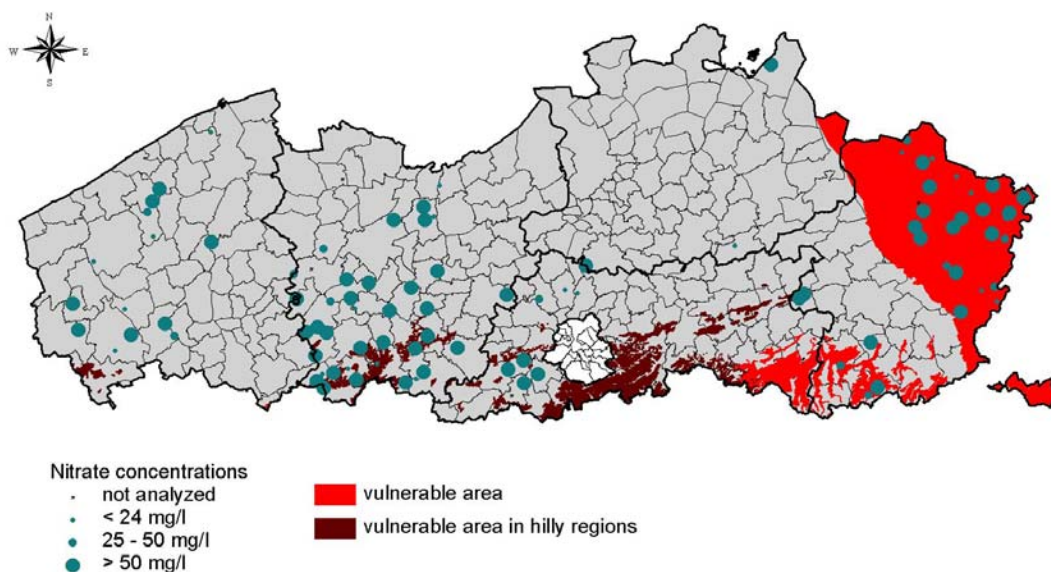 N
W E
S
Nitrate concentrations
not analyzed
< 24 mg/l
25 - 50 mg/l
> 50 mg/l
vulnerable area
vulnerable area in hilly regions